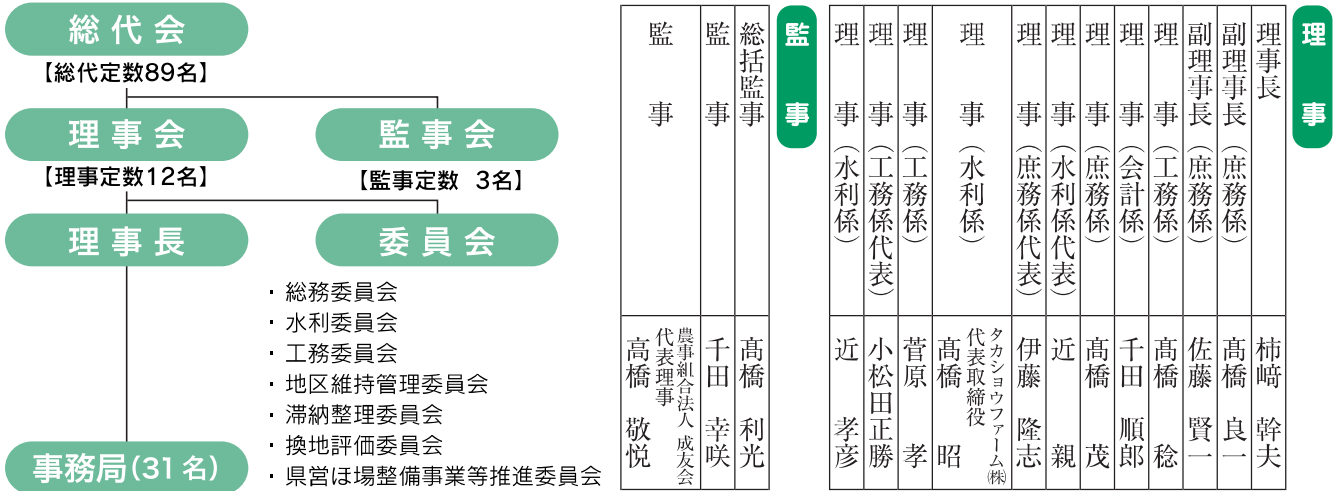 総代会
【総代定数89名】
理事会
【理事定数12名】
監事会
【監事定数 3名】
理事長
委員会
・総務委員会
・水利委員会
・工務委員会
・地区維持管理委員会
・滞納整理委員会
・換地評価委員会
・県営ほ場整備事業等推進委員会
事務局(31名)
理事
理事長 柿﨑 幹夫
副理事長(庶務係) 髙橋 良一
副理事長(庶務係) 佐藤 賢一
理事(工務係) 髙橋 稔
理事(会計係) 千田 順郎
理事(庶務係) 髙橋 茂
理事(水利係代表) 近 親
理事(庶務係代表) 伊藤 隆志
理事(水利係) タカショウファーム㈱
代表取締役
髙橋 昭
理事(工務係) 菅原 孝
理事(工務係代表) 小松田正勝
理事(水利係) 近 孝彦
監事
総括監事 髙橋 利光
監事 千田 幸咲
監事 農事組合法人 成友会
代表理事
高橋 敬悦